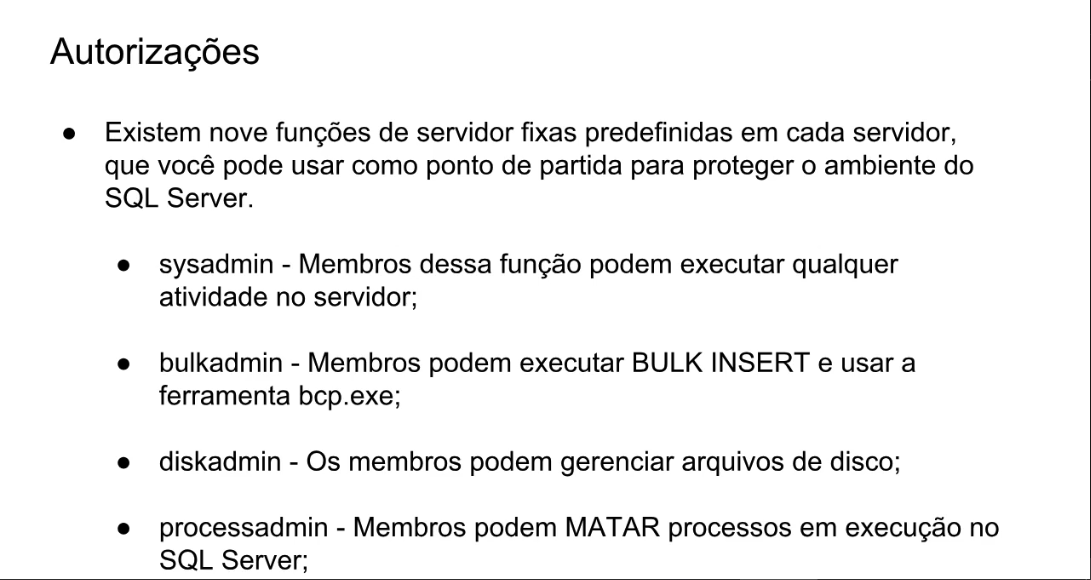 Autorizações
● Existem nove funções de servidor fixas predefinidas em cada servidor,
que você pode usar como ponto de partida para proteger o ambiente do
SQL Server.
● sysadmin - Membros dessa função podem executar qualquer
atividade no servidor;
● bulkadmin - Membros podem executar BULK INSERT e usar a
ferramenta bcp.exe;
● diskadmin - Os membros podem gerenciar arquivos de disco;
● processadmin - Membros podem MATAR processos em execução no
SQL Server;